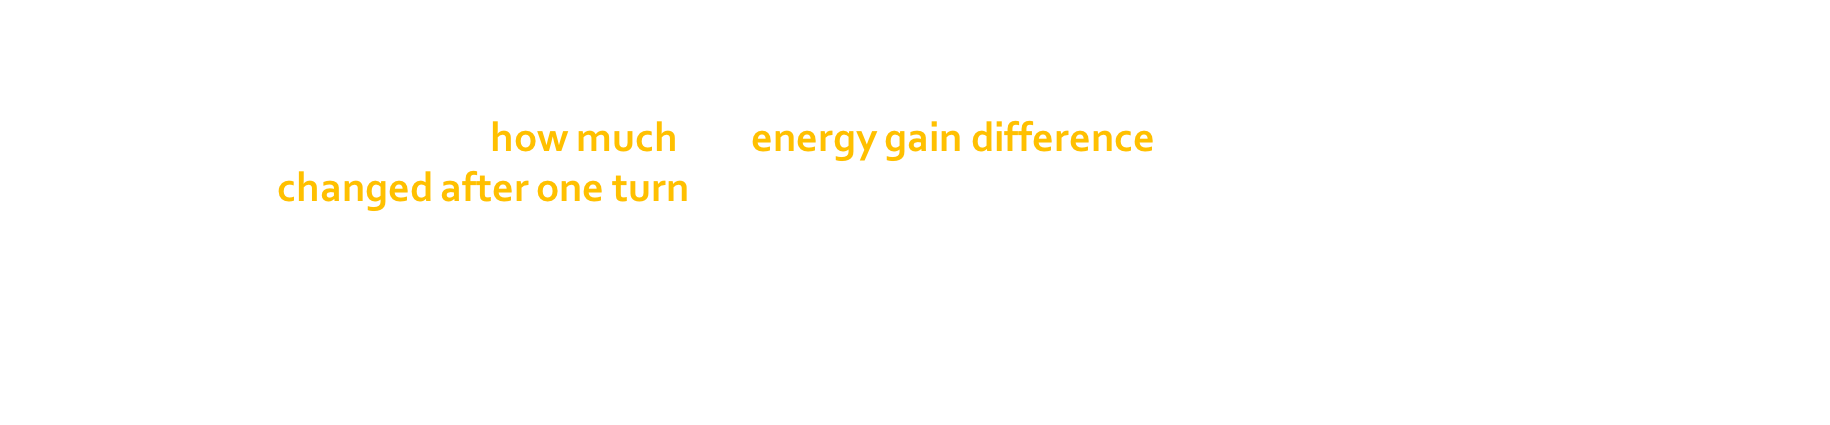 how much energy gain difference
changed after one turn